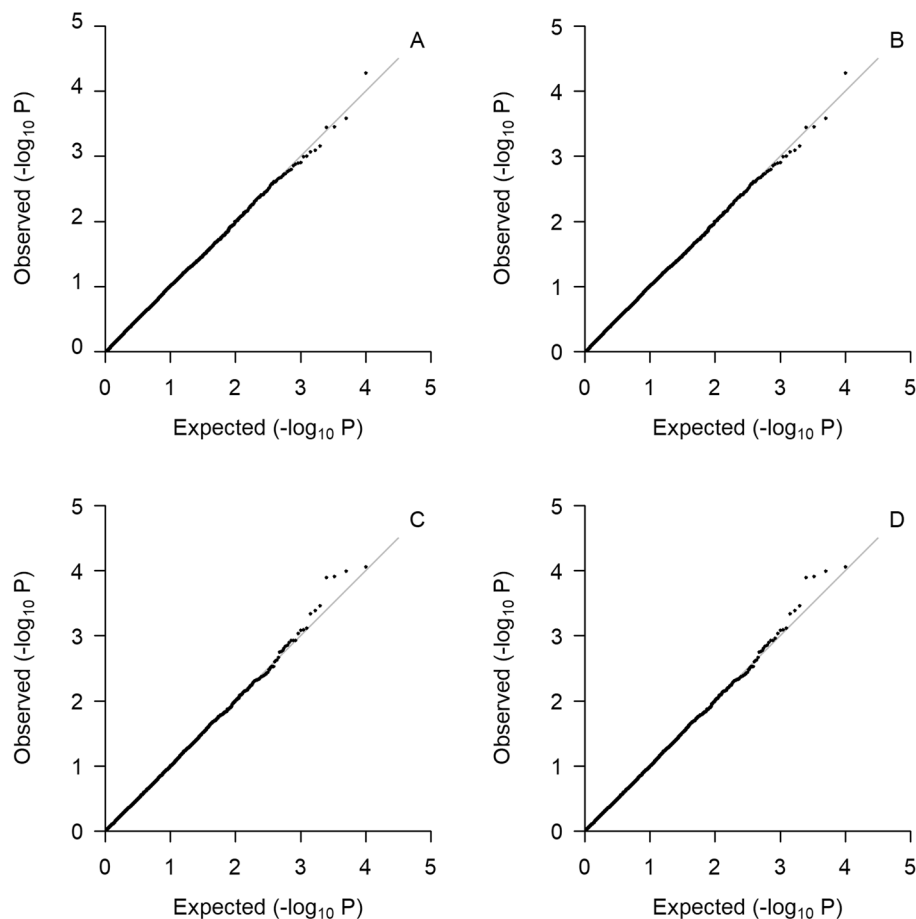 A
5
4
3
2
1
0
Observed (-log₁₀ P)
0 1 2 3 4 5
Expected (-log₁₀ P)
B
5
4
3
2
1
0
Observed (-log₁₀ P)
0 1 2 3 4 5
Expected (-log₁₀ P)
C
5
4
3
2
1
0
Observed (-log₁₀ P)
0 1 2 3 4 5
Expected (-log₁₀ P)
D
5
4
3
2
1
0
Observed (-log₁₀ P)
0 1 2 3 4 5
Expected (-log₁₀ P)